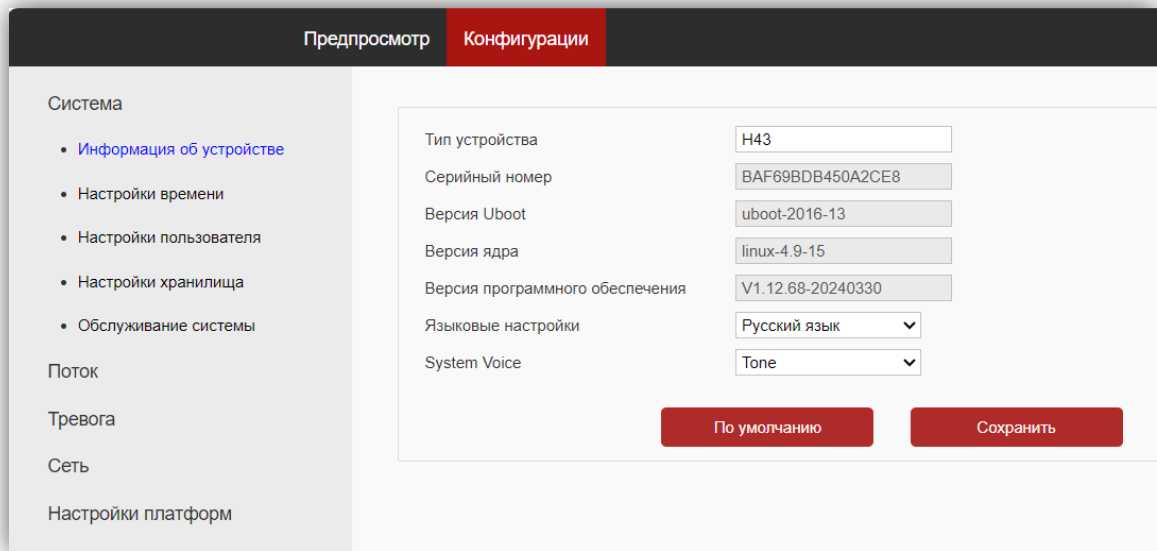 Предпросмотр Конфигурации
Система
Информация об устройстве
Настройки времени
Настройки пользователя
Настройки хранилища
Обслуживание системы
Поток
Тревога
Сеть
Настройки платформ
Тип устройства H43
Серийный номер BAF69BDB450A2CE8
Версия Uboot uboot-2016-13
Версия ядра linux-4.9-15
Версия программного обеспечения V1.12.68-20240330
Языковые настройки Русский язык
System Voice Tone
По умолчанию Сохранить